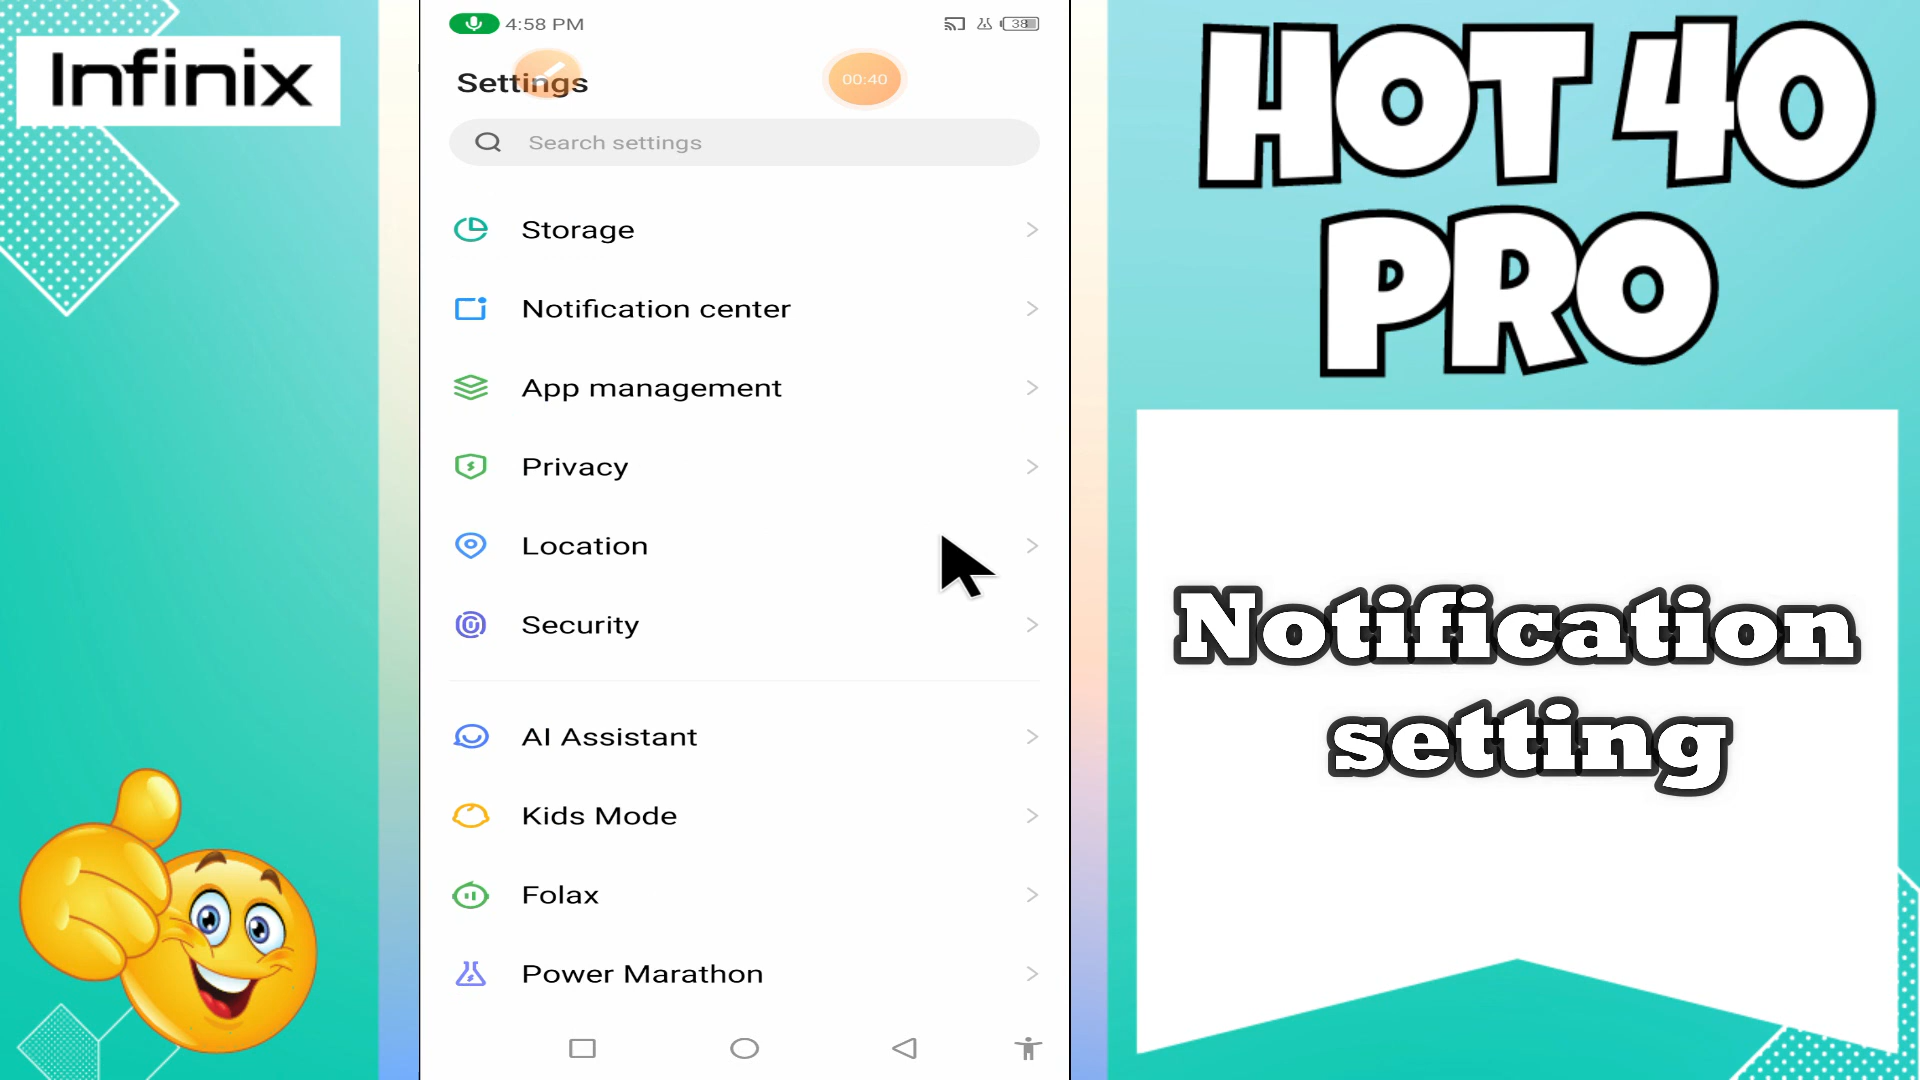 Infinix
4:58 PM
38
Settings
00:40
Search settings
Storage
Notification center
App management
Privacy
Location
Security
AI Assistant
Kids Mode
Folax
Power Marathon
HOT 40
PRO
Notification
setting